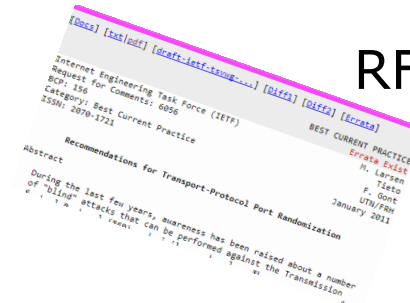 RF
[Docs] [txt|pdf] [draft-ietf-tsvwg-...] [Diff1] [Diff2] [Errata]
BEST CURRENT PRACTICE
Errata Exist
Internet Engineering Task Force (IETF) M. Larsen
Request for Comments: 6056 Tieto
BCP: 156 F. Gont
Category: Best Current Practice UTN/FRH
ISSN: 2070-1721 January 2011
Recommendations for Transport-Protocol Port Randomization
Abstract
During the last few years, awareness has been raised about a number
of "blind" attacks that can be performed against the Transmission